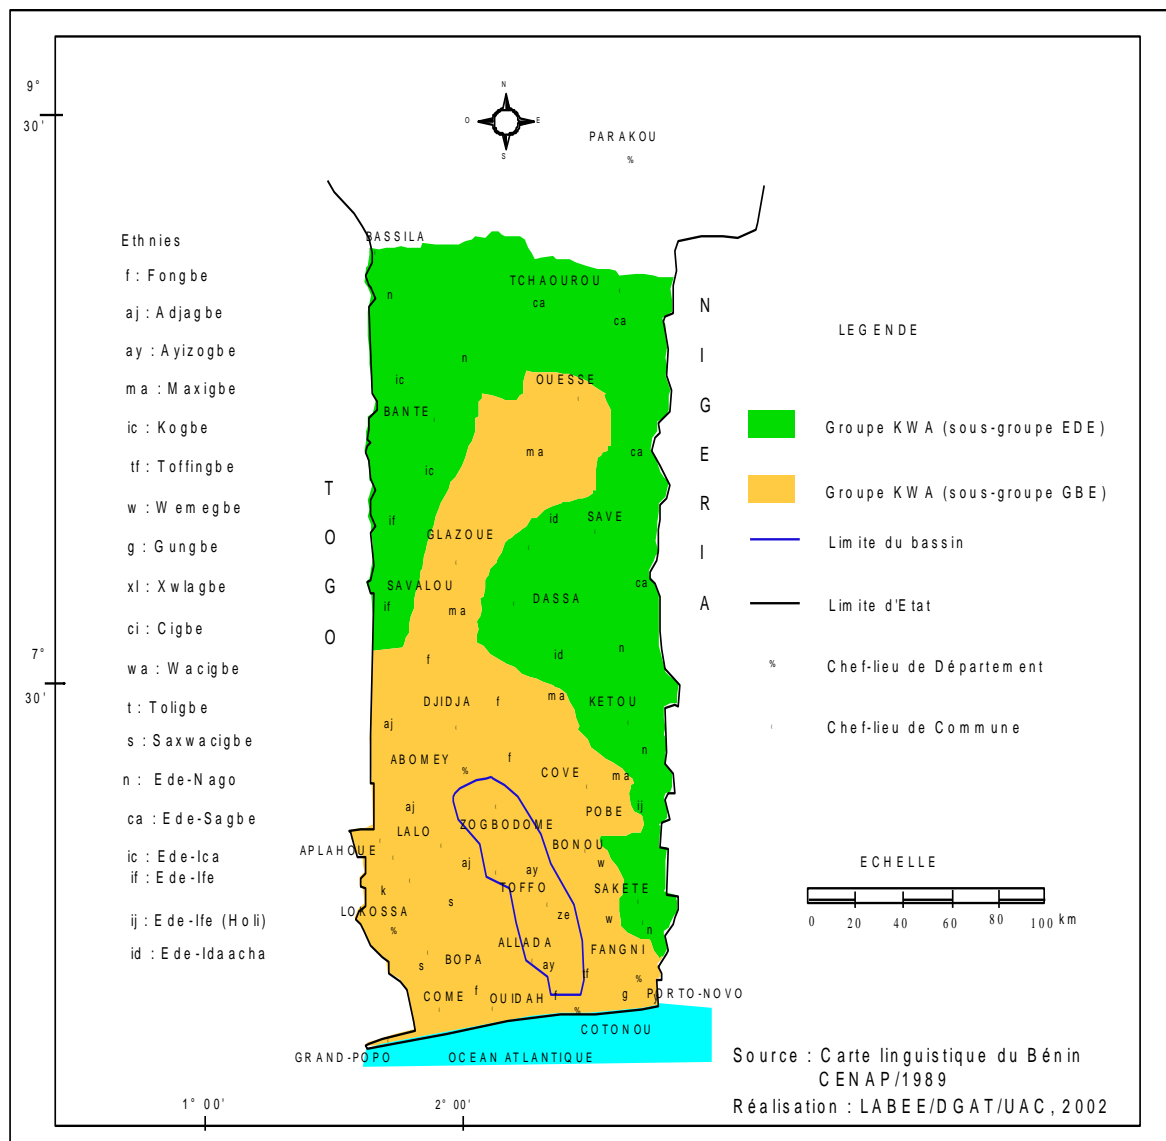 N
O E
S
9°
30'
PARAKOU
%
Ethnies
f : Fongbe
aj : Adjagbe
ay : Ayizogbe
ma : Maxigbe
ic : Kogbe
tf : Toffingbe
w : Wemegbe
g : Gungbe
xl : Xwlagbe
ci : Cigbe
wa : Wacigbe
t : Toligbe
s : Saxwacigbe
n : Ede-Nago
ca : Ede-Sagbe
ic : Ede-Ica
if : Ede-Ife
ij : Ede-Ife (Holi)
id : Ede-Idaacha
7°
30'
BASSILA
TCHAOUROU
n
ca
ca
n
ic
OUESSE
BANTE
ma
ca
ic
if
id
SAVE
GLAZOUE
SAVALOU
ca
DASSA
if
ma
n
f
id
ma
DJIDJA
f
KETOU
aj
n
ABOMEY
f
%
COVE
ma
aj
POBE
ij
ZOGBODOME
LALO
APLAHOUE
BONOU
aj
ay
w
k
TOFFO
SAKETE
s
LOKOSSA
ze
w
%
n
ALLADA
FANGNI
s
BOPA
ay
tf
%
COME
f
OUIDAH
f
g
PORTO-NOVO
%
COTONOU
GRAND-POPO
OCEAN ATLANTIQUE
TOGO
NIGERIA
LEGENDE
Groupe KWA (sous-groupe EDE)
Groupe KWA (sous-groupe GBE)
Limite du bassin
Limite d'Etat
% Chef-lieu de Département
Chef-lieu de Commune
ECHELLE
0 20 40 60 80 100 km
Source : Carte linguistique du Bénin
CENAP/1989
Réalisation : LABEE/DGAT/UAC, 2002
1° 00' 2° 00'